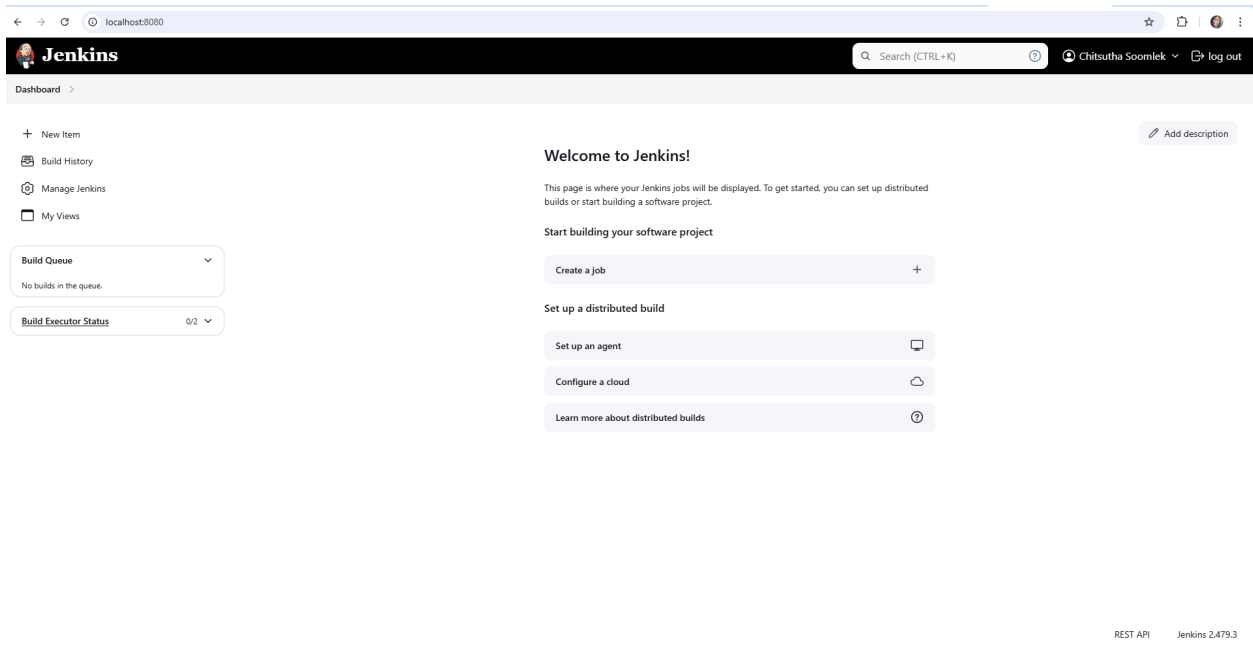 localhost:8080
Jenkins
Search (CTRL+K)
Chitsutha Soomlek
log out
Dashboard
New Item
Build History
Manage Jenkins
My Views
Build Queue
No builds in the queue.
Build Executor Status
0/2
Add description
Welcome to Jenkins!
This page is where your Jenkins jobs will be displayed. To get started, you can set up distributed
builds or start building a software project.
Start building your software project
Create a job
Set up a distributed build
Set up an agent
Configure a cloud
Learn more about distributed builds
REST API
Jenkins 2.479.3